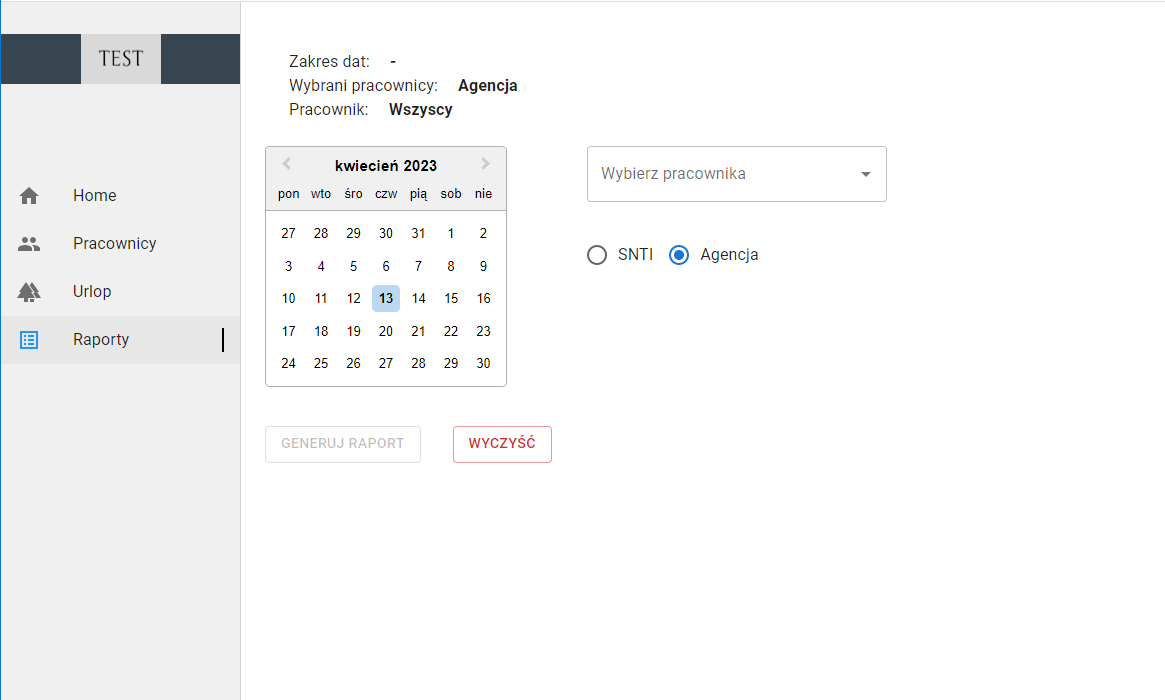 TEST
Home
Pracownicy
Urlop
Raporty
Zakres dat: -
Wybrani pracownicy: Agencja
Pracownik: Wszyscy
kwiecień 2023
pon wto śro czw pią sob nie
27 28 29 30 31 1 2
3 4 5 6 7 8 9
10 11 12 13 14 15 16
17 18 19 20 21 22 23
24 25 26 27 28 29 30
Wybierz pracownika
SNTI Agencja
GENERUJ RAPORT WYCZYŚĆ